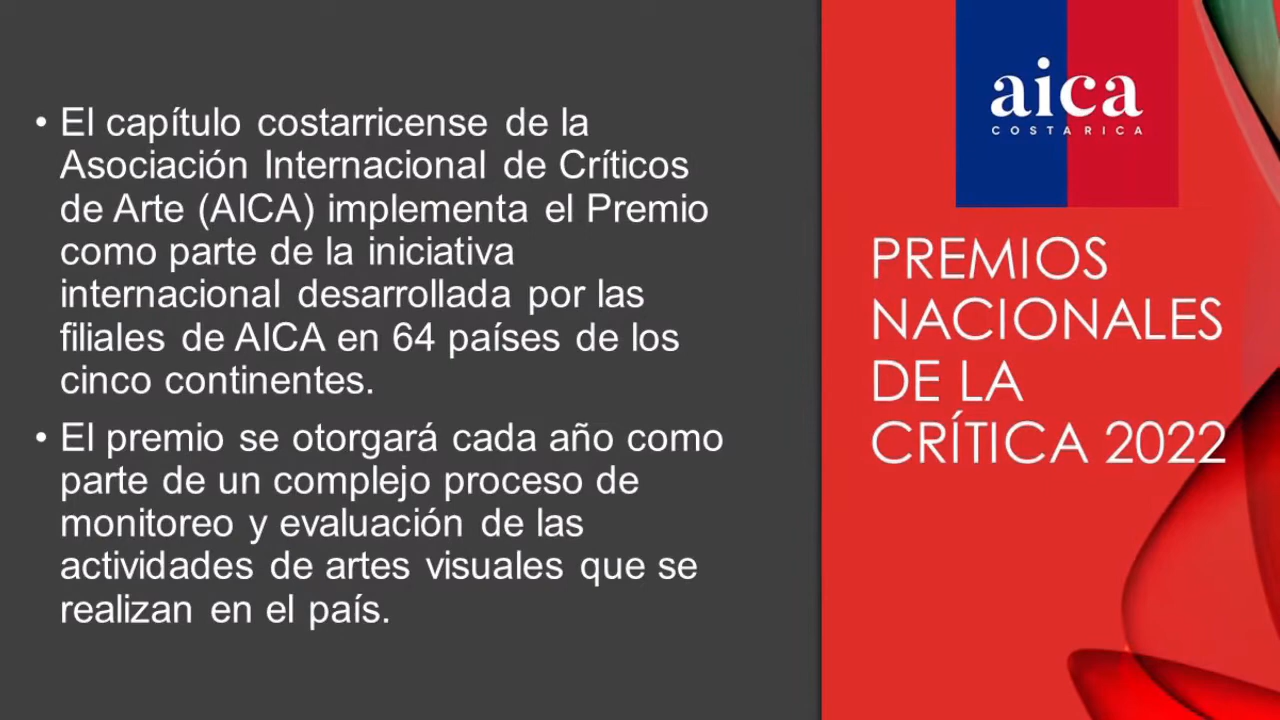 • El capítulo costarricense de la
Asociación Internacional de Críticos
de Arte (AICA) implementa el Premio
como parte de la iniciativa
internacional desarrollada por las
filiales de AICA en 64 países de los
cinco continentes.
• El premio se otorgará cada año como
parte de un complejo proceso de
monitoreo y evaluación de las
actividades de artes visuales que se
realizan en el país.
aica
COSTA RICA
PREMIOS
NACIONALES
DE LA
CRÍTICA 2022